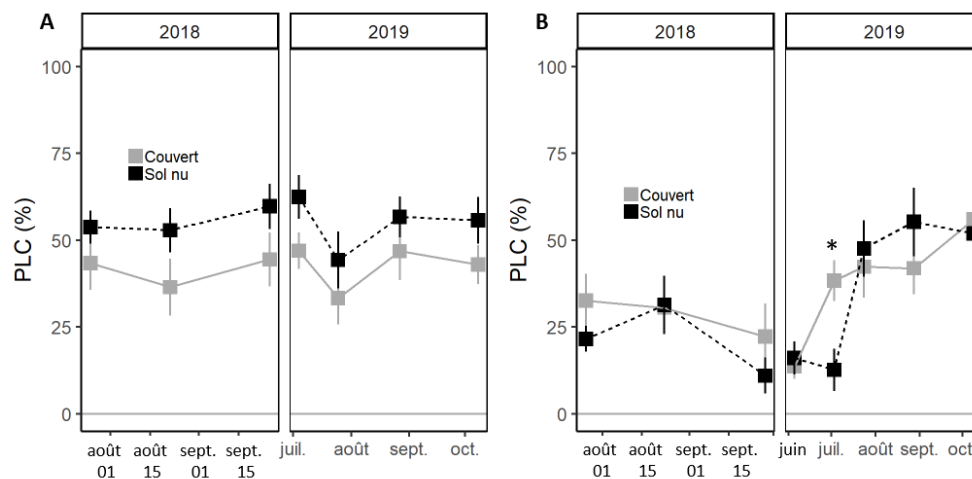 A
2018
2019
PLC (%)
100
75
50
25
0
Couvert
Sol nu
août
01
août
15
sept.
01
sept.
15
juil.
août
sept.
oct.
B
2018
2019
PLC (%)
100
75
50
25
0
Couvert
Sol nu
*
août
01
août
15
sept.
01
sept.
15
juin
juil.
août
sept.
oct.